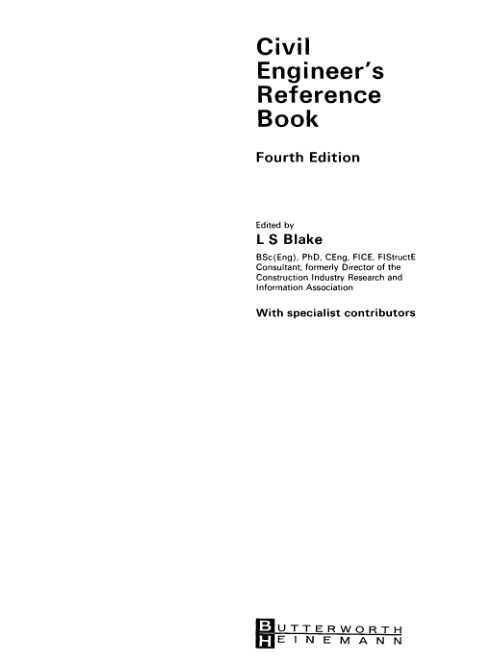 Civil
Engineer's
Reference
Book
Fourth Edition
Edited by
L S Blake
BSc(Eng), PhD, CEng, FICE, FIStructE
Consultant; formerly Director of the
Construction Industry Research and
Information Association
With specialist contributors
BUTTERWORTH
HEINEMANN